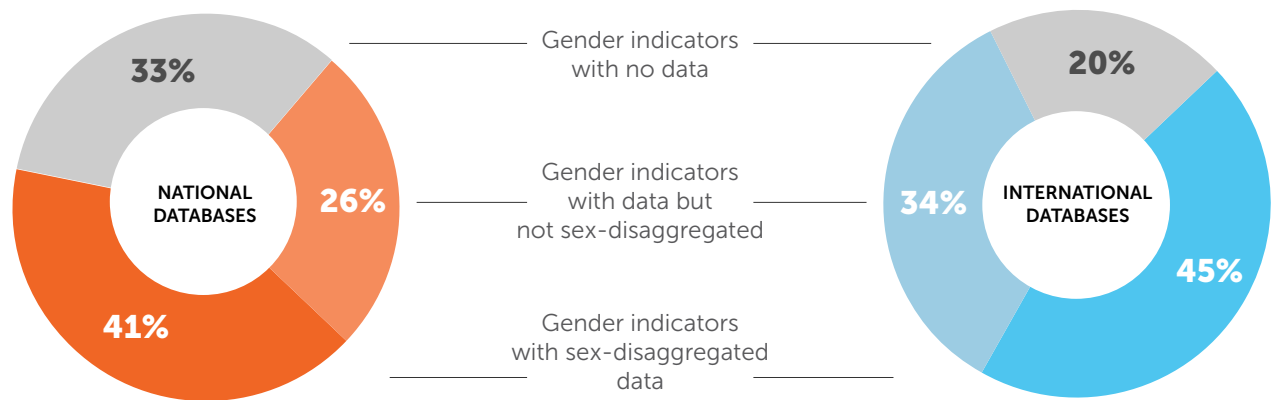 33%
NATIONAL
DATABASES
26%
41%
Gender indicators
with no data
Gender indicators
with data but
not sex-disaggregated
Gender indicators
with sex-disaggregated
data
20%
34%
INTERNATIONAL
DATABASES
45%